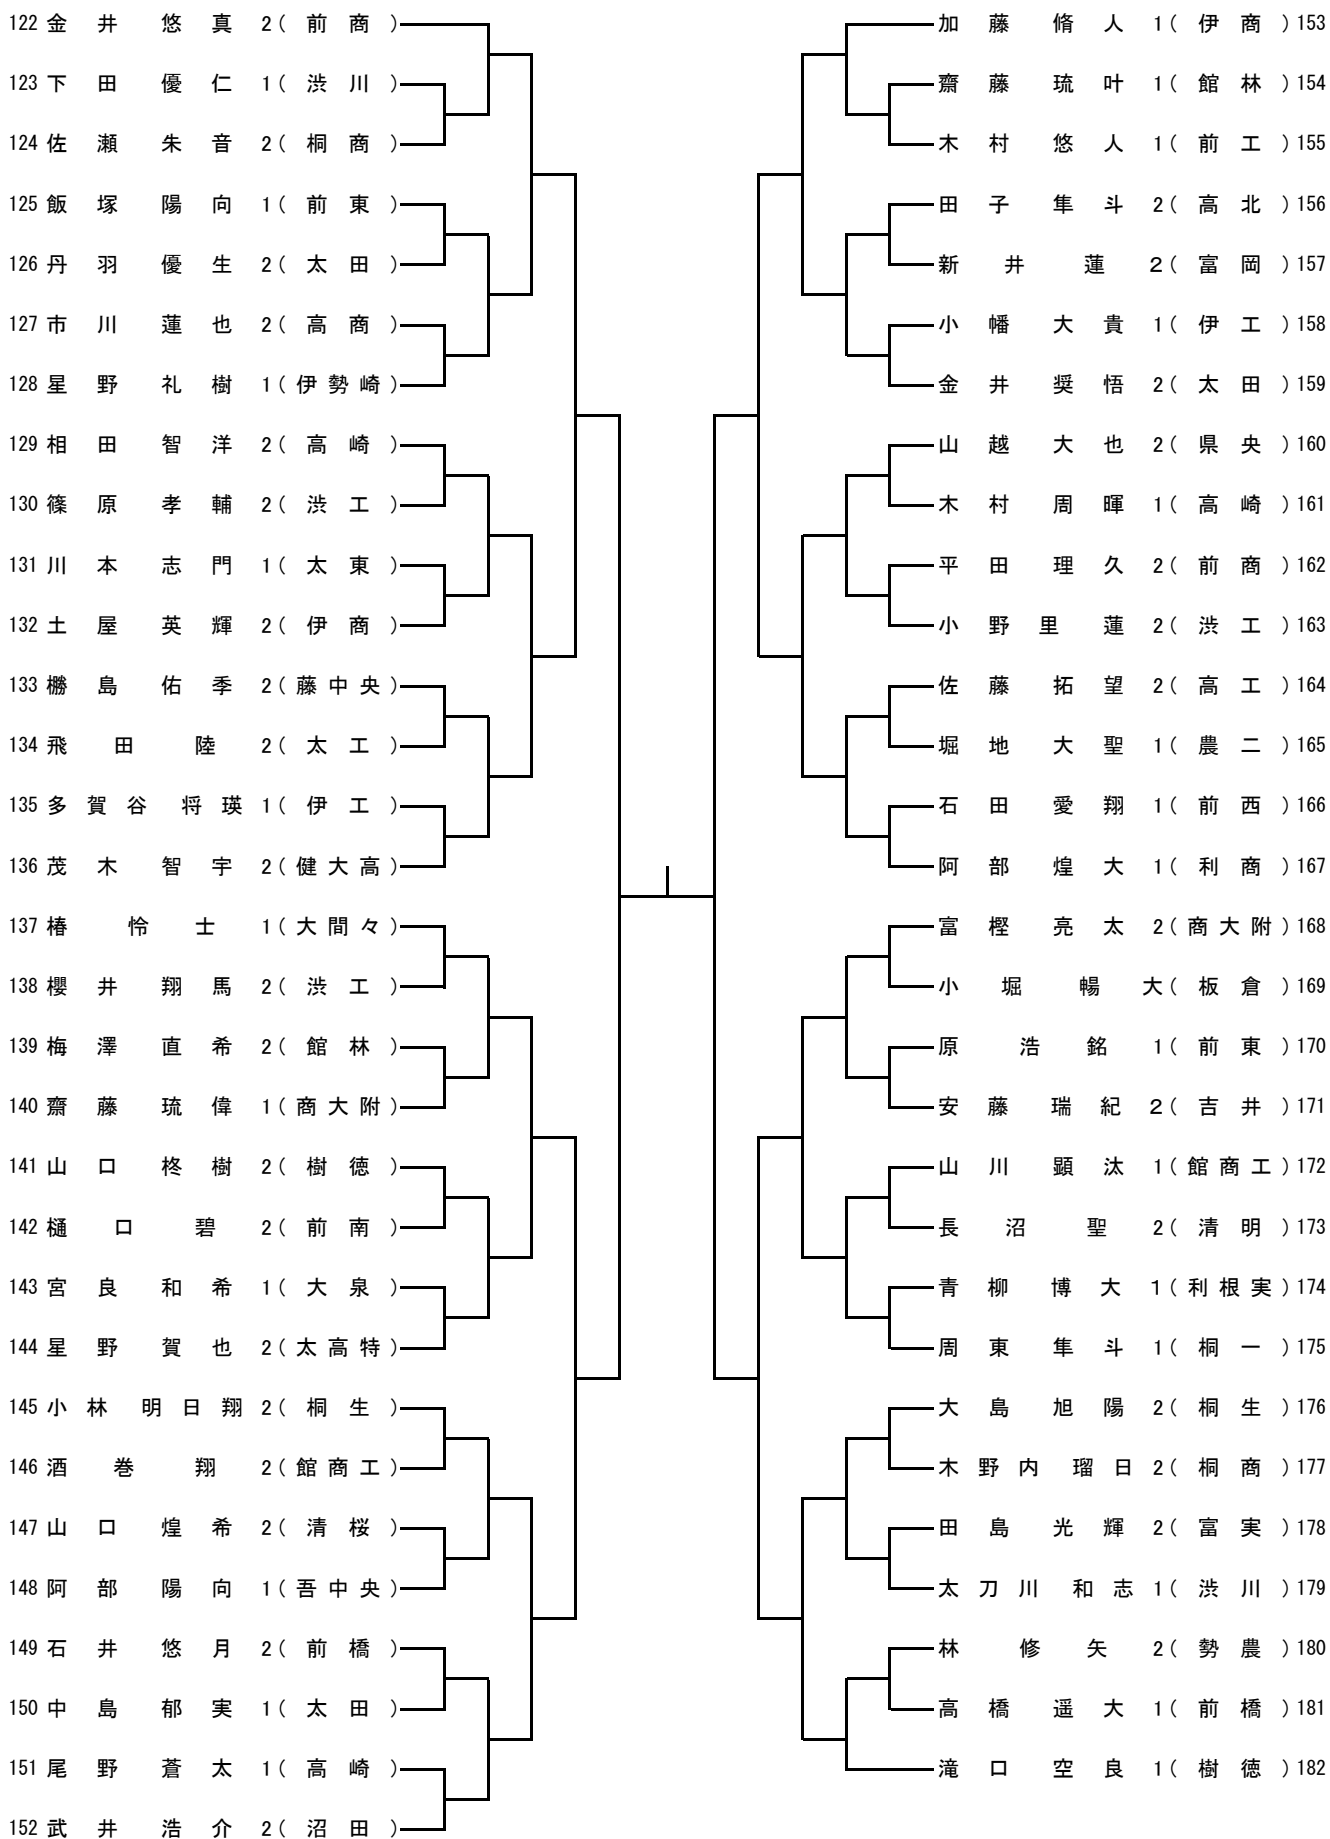 122 金井 悠真 2(前商)
123 下田 優仁 1(渋川)
124 佐瀬 朱音 2(桐商)
125 飯塚 陽向 1(前東)
126 丹羽 優生 2(太田)
127 市川 蓮也 2(高商)
128 星野 礼樹 1(伊勢崎)
129 相田 智洋 2(高崎)
130 篠原 孝輔 2(渋工)
131 川本 志門 1(太東)
132 土屋 英輝 2(伊商)
133 橳島 佑季 2(藤中央)
134 飛田 陸 2(太工)
135 多賀谷 将瑛 1(伊工)
136 茂木 智宇 2(健大高)
137 椿 怜士 1(大間々)
138 櫻井 翔馬 2(渋工)
139 梅澤 直希 2(館林)
140 齋藤 琉偉 1(商大附)
141 山口 柊樹 2(樹徳)
142 樋口 碧 2(前南)
143 宮良 和希 1(大泉)
144 星野 賀也 2(太高特)
145 小林 明日翔 2(桐生)
146 酒巻 翔 2(館商工)
147 山口 煌希 2(清桜)
148 阿部 陽向 1(吾中央)
149 石井 悠月 2(前橋)
150 中島 郁実 1(太田)
151 尾野 蒼太 1(高崎)
152 武井 浩介 2(沼田)
加藤 脩人 1(伊商) 153
齋藤 琉叶 1(館林) 154
木村 悠人 1(前工) 155
田子 隼斗 2(高北) 156
新井 蓮 2(富岡) 157
小幡 大貴 1(伊工) 158
金井 奨悟 2(太田) 159
山越 大也 2(県央) 160
木村 周暉 1(高崎) 161
平田 理久 2(前商) 162
小野里 蓮 2(渋工) 163
佐藤 拓望 2(高工) 164
堀地 大聖 1(農二) 165
石田 愛翔 1(前西) 166
阿部 煌大 1(利商) 167
富樫 亮太 2(商大附) 168
小堀 暢大(板倉) 169
原 浩銘 1(前東) 170
安藤 瑞紀 2(吉井) 171
山川 顕汰 1(館商工) 172
長沼 聖 2(清明) 173
青柳 博大 1(利根実) 174
周東 隼斗 1(桐一) 175
大島 旭陽 2(桐生) 176
木野内 瑠日 2(桐商) 177
田島 光輝 2(富実) 178
太刀川 和志 1(渋川) 179
林 修矢 2(勢農) 180
高橋 遥大 1(前橋) 181
滝口 空良 1(樹徳) 182